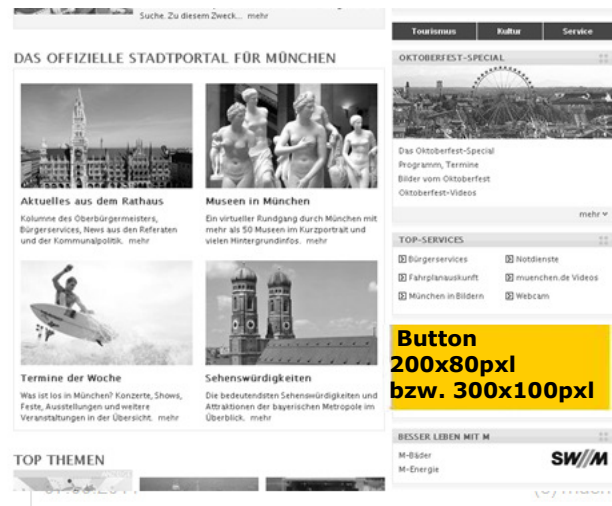 Suche. Zu diesem Zweck... mehr
DAS OFFIZIELLE STADTPORTAL FÜR MÜNCHEN
Aktuelles aus dem Rathaus
Kolumne des Oberbürgermeisters,
Bürgerservices, News aus den Referaten
und der Kommunalpolitik. mehr
Museen in München
Ein virtueller Rundgang durch München mit
mehr als 50 Museen im Kurzportrait und
vielen Hintergrundinfos. mehr
Termine der Woche
Was ist los in München? Konzerte, Shows,
Feste, Ausstellungen und weitere
Veranstaltungen in der Übersicht. mehr
Sehenswürdigkeiten
Die bedeutendsten Sehenswürdigkeiten und
Attraktionen der bayerischen Metropole im
Überblick. mehr
TOP THEMEN
Tourismus Kultur Service
OKTOBERFEST-SPECIAL
Das Oktoberfest-Special
Programm, Termine
Bilder vom Oktoberfest
Oktoberfest-Videos
mehr
TOP-SERVICES
Bürgerservices Notdienste
Fahrplanauskunft muenchen.de Videos
München in Bildern Webcam
Button
200x80pxl
bzw. 300x100pxl
BESSER LEBEN MIT M
M-Bäder
M-Energie
SW//M